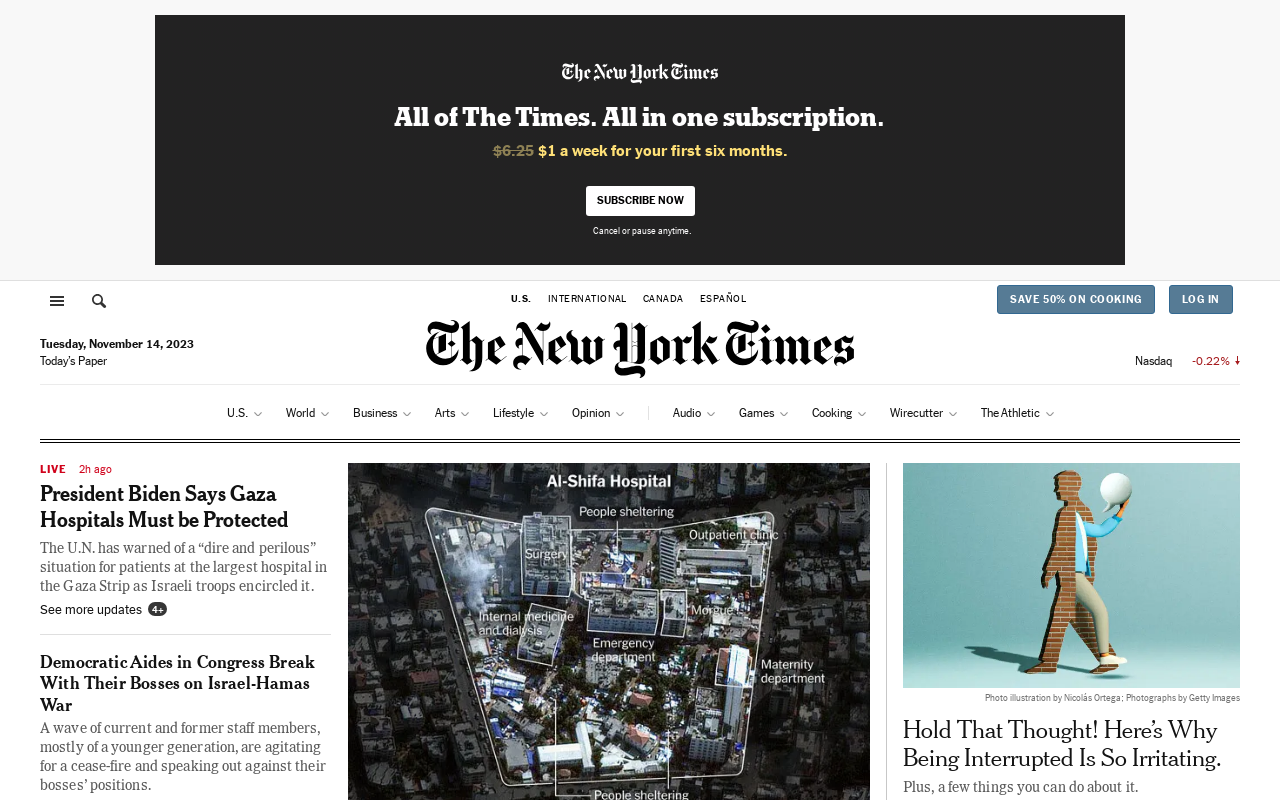 The New York Times
All of The Times. All in one subscription.
$6.25 $1 a week for your first six months.
SUBSCRIBE NOW
Cancel or pause anytime.
U.S. INTERNATIONAL CANADA ESPAÑOL
SAVE 50% ON COOKING
LOG IN
Tuesday, November 14, 2023
Today's Paper
The New York Times
Nasdaq -0.22%
U.S. World Business Arts Lifestyle Opinion Audio Games Cooking Wirecutter The Athletic
LIVE 2h ago
President Biden Says Gaza
Hospitals Must be Protected
The U.N. has warned of a “dire and perilous”
situation for patients at the largest hospital in
the Gaza Strip as Israeli troops encircled it.
See more updates 4+
Democratic Aides in Congress Break
With Their Bosses on Israel-Hamas
War
A wave of current and former staff members,
mostly of a younger generation, are agitating
for a cease-fire and speaking out against their
bosses’ positions.
Al-Shifa Hospital
People sheltering
Outpatient clinic
Surgery
Morgue
Internal medicine
and dialysis
Emergency
department
Maternity
department
People sheltering
Photo illustration by Nicolás Ortega; Photographs by Getty Images
Hold That Thought! Here’s Why
Being Interrupted Is So Irritating.
Plus, a few things you can do about it.